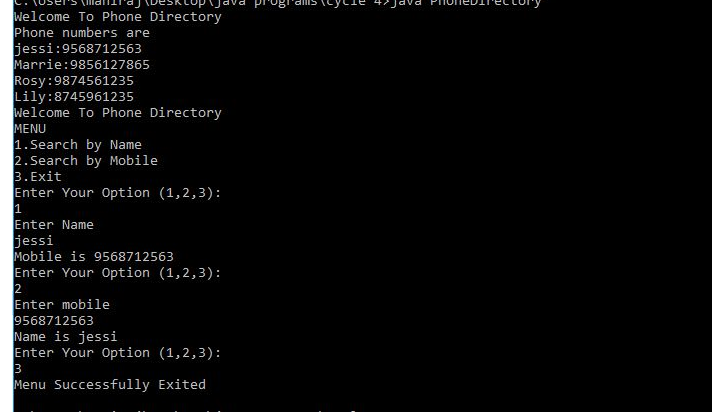 C:\Users\maniraj\Desktop\java programs\cycle 4>java PhoneDirectory
Welcome To Phone Directory
Phone numbers are
jessi:9568712563
Marrie:9856127865
Rosy:9874561235
Lily:8745961235
Welcome To Phone Directory
MENU
1.Search by Name
2.Search by Mobile
3.Exit
Enter Your Option (1,2,3):
1
Enter Name
jessi
Mobile is 9568712563
Enter Your Option (1,2,3):
2
Enter mobile
9568712563
Name is jessi
Enter Your Option (1,2,3):
3
Menu Successfully Exited